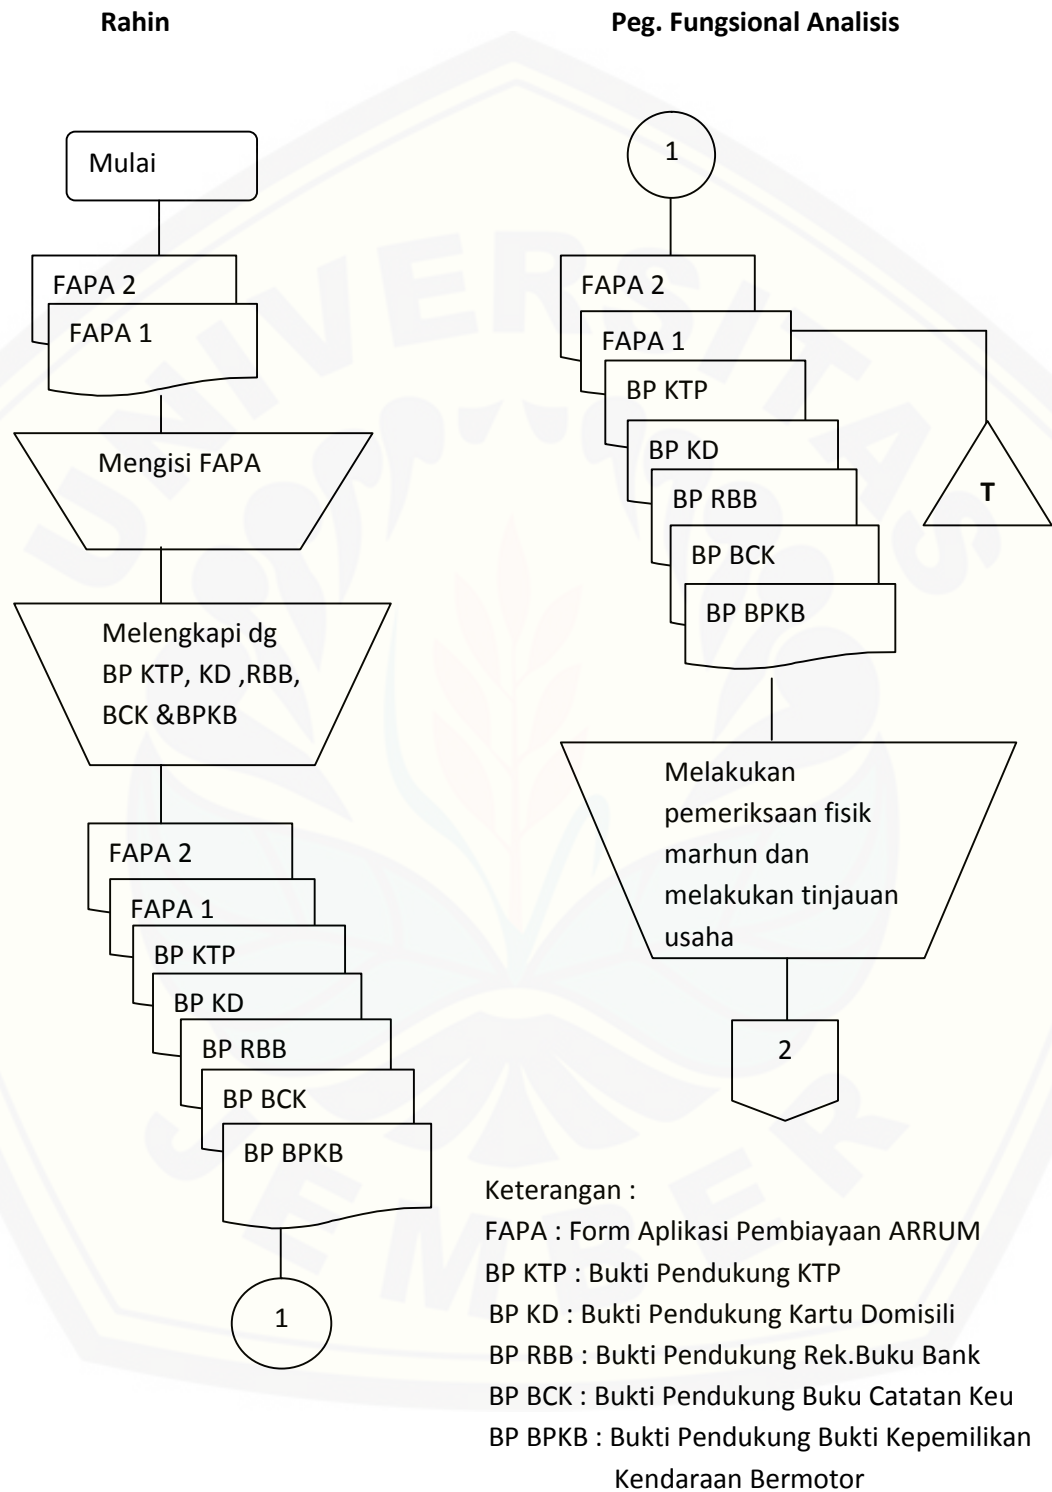 Rahin
Mulai
FAPA 2
FAPA 1
Mengisi FAPA
Melengkapi dg
BP KTP, KD ,RBB,
BCK &BPKB
FAPA 2
FAPA 1
BP KTP
BP KD
BP RBB
BP BCK
BP BPKB
1
Peg. Fungsional Analisis
1
FAPA 2
FAPA 1
BP KTP
BP KD
BP RBB
BP BCK
BP BPKB
T
Melakukan
pemeriksaan fisik
marhun dan
melakukan tinjauan
usaha
2
Keterangan :
FAPA : Form Aplikasi Pembiayaan ARRUM
BP KTP : Bukti Pendukung KTP
BP KD : Bukti Pendukung Kartu Domisili
BP RBB : Bukti Pendukung Rek.Buku Bank
BP BCK : Bukti Pendukung Buku Catatan Keu
BP BPKB : Bukti Pendukung Bukti Kepemilikan
Kendaraan Bermotor
UNIVERSITAS
JEMBER